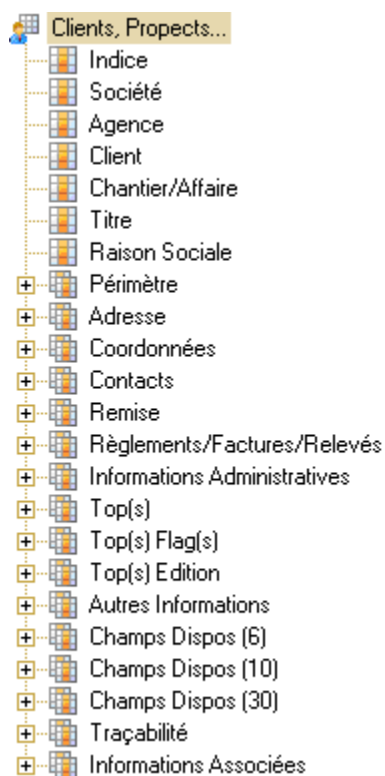 Clients, Propects...
Indice
Société
Agence
Client
Chantier/Affaire
Titre
Raison Sociale
Périmètre
Adresse
Coordonnées
Contacts
Remise
Règlements/Factures/Relevés
Informations Administratives
Top(s)
Top(s) Flag(s)
Top(s) Edition
Autres Informations
Champs Dispos (6)
Champs Dispos (10)
Champs Dispos (30)
Traçabilité
Informations Associées